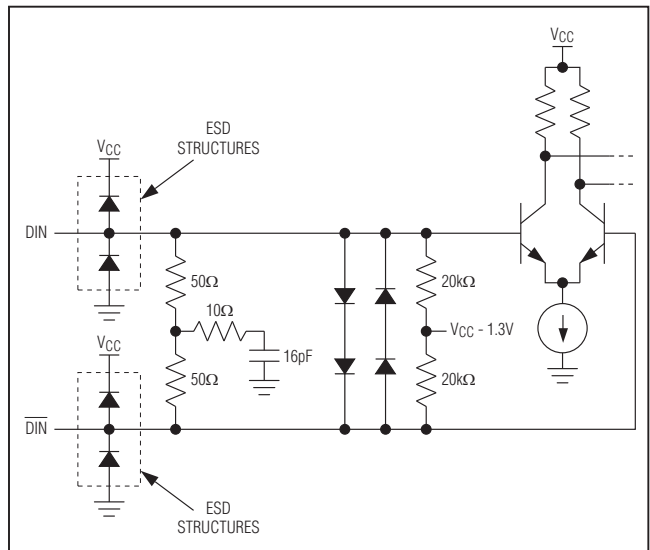 VCC
ESD
STRUCTURES
VCC
DIN
50Ω
20kΩ
10Ω
VCC - 1.3V
16pF
VCC
50Ω
20kΩ
DIN
ESD
STRUCTURES